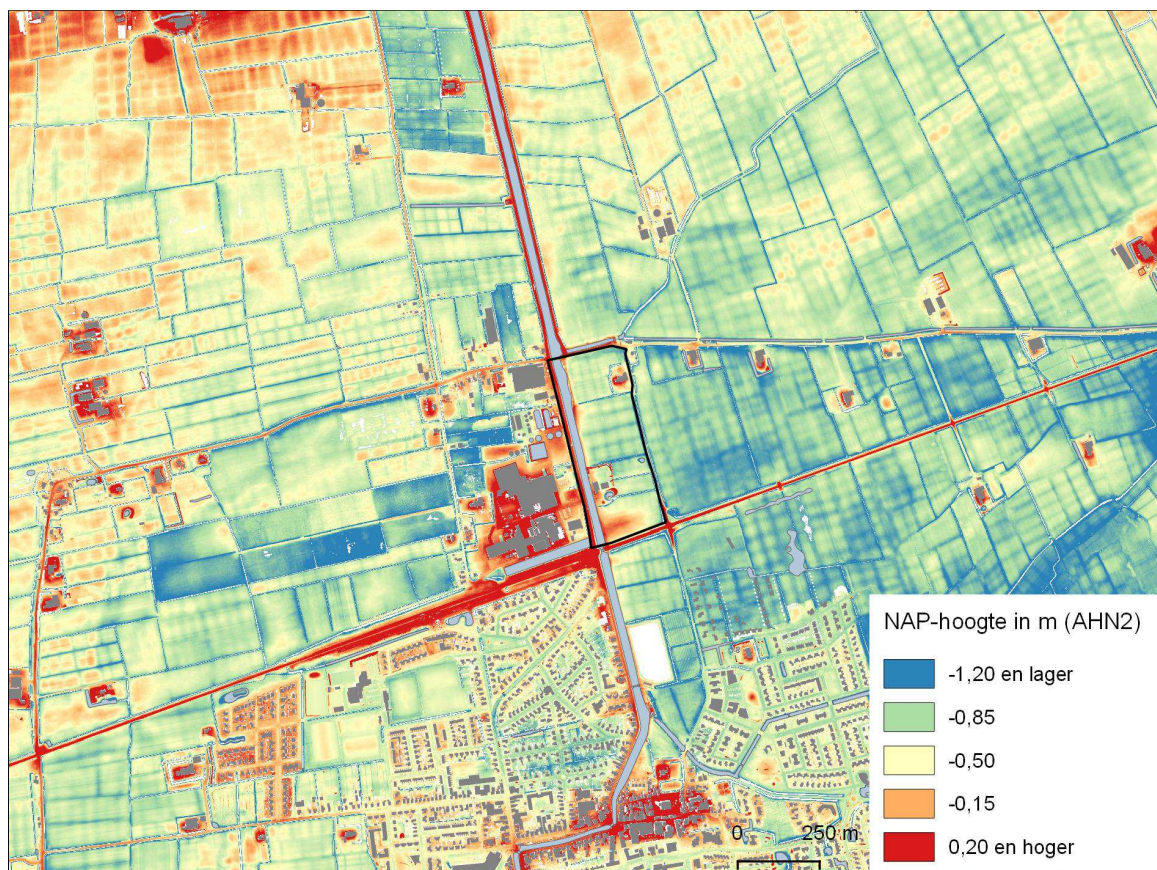 NAP-hoogte in m (AHN2)
-1,20 en lager
-0,85
-0,50
-0,15
0,20 en hoger
0 250 m